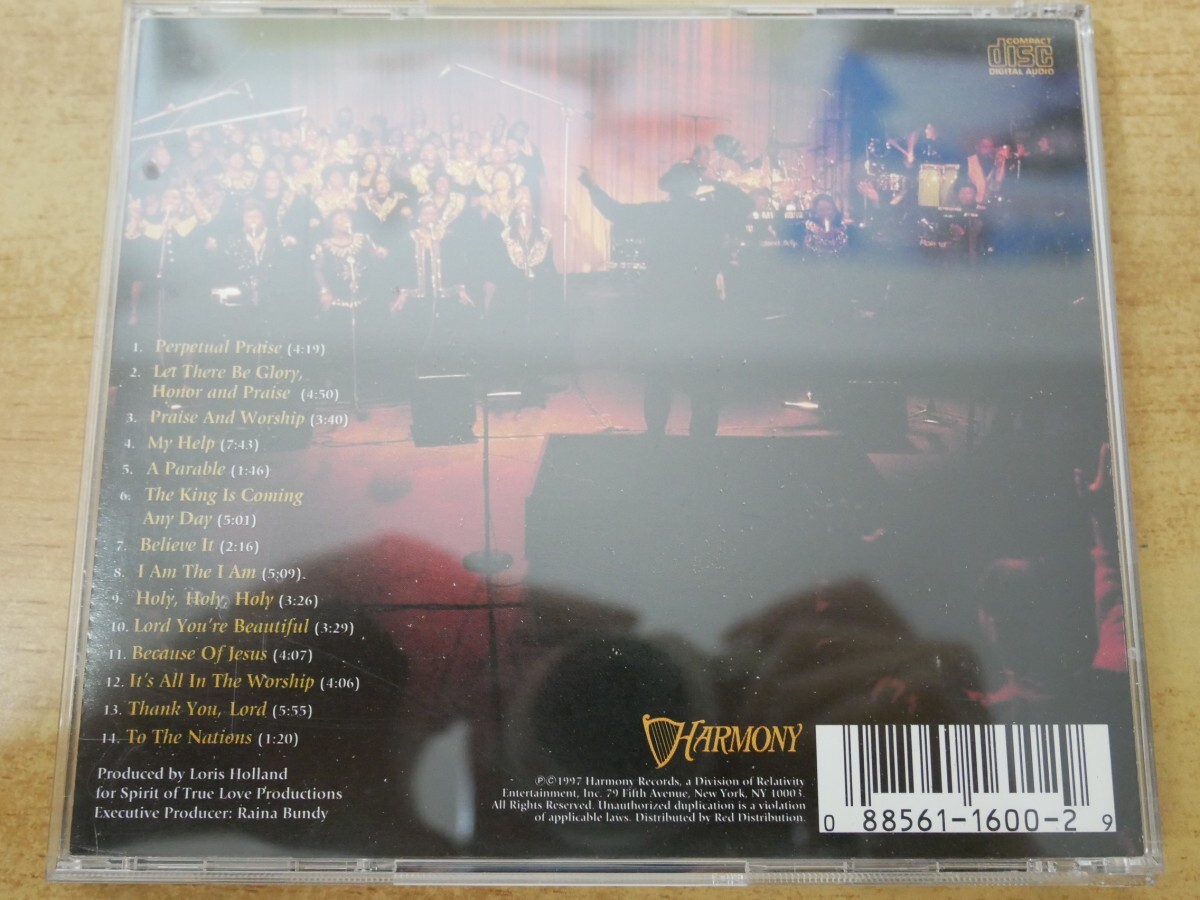 COMPACT
disc
DIGITAL AUDIO
1. Perpetual Praise (4:19)
2. Let There Be Glory,
Honor and Praise (4:50)
3. Praise And Worship (3:40)
4. My Help (7:43)
5. A Parable (1:46)
6. The King Is Coming
Any Day (5:01)
7. Believe It (2:16)
8. I Am The I Am (5:09)
9. Holy, Holy, Holy (3:26)
10. Lord You're Beautiful (3:29)
11. Because Of Jesus (4:07)
12. It's All In The Worship (4:06)
13. Thank You, Lord (5:55)
14. To The Nations (1:20)
Produced by Loris Holland
for Spirit of True Love Productions
Executive Producer: Raina Bundy
HARMONY
℗©1997 Harmony Records, a Division of Relativity
Entertainment, Inc. 79 Fifth Avenue, New York, NY 10003.
All Rights Reserved. Unauthorized duplication is a violation
of applicable laws. Distributed by Red Distribution.
0 88561-1600-2 9